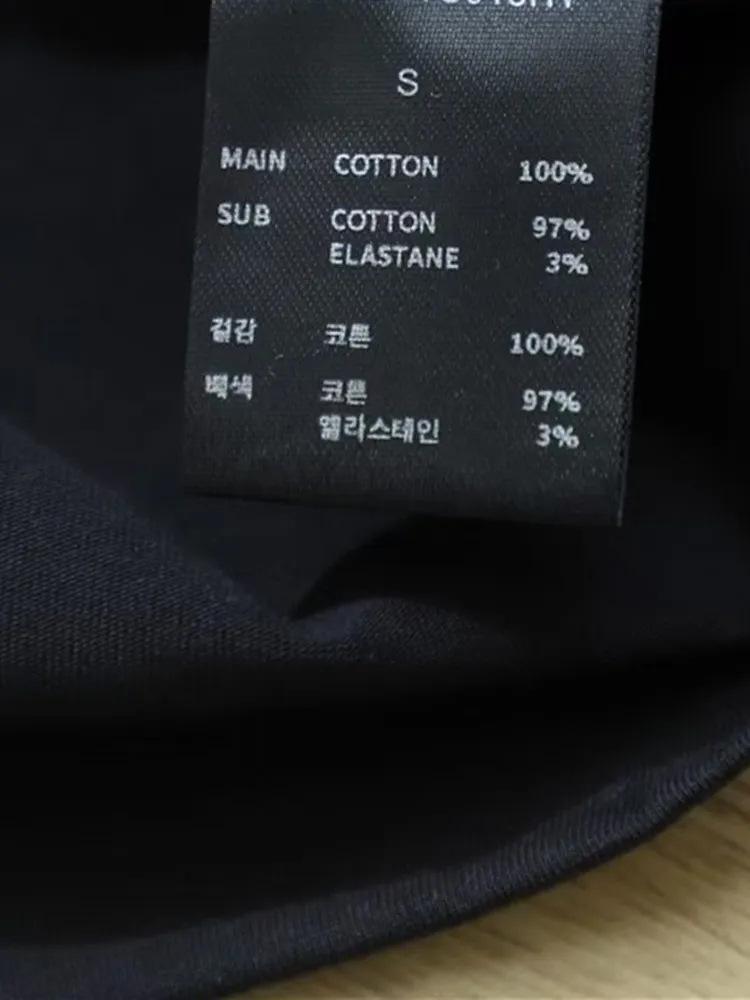 S
MAIN COTTON 100%
SUB COTTON 97%
ELASTANE 3%
겉감 코튼 100%
배색 코튼 97%
엘라스테인 3%